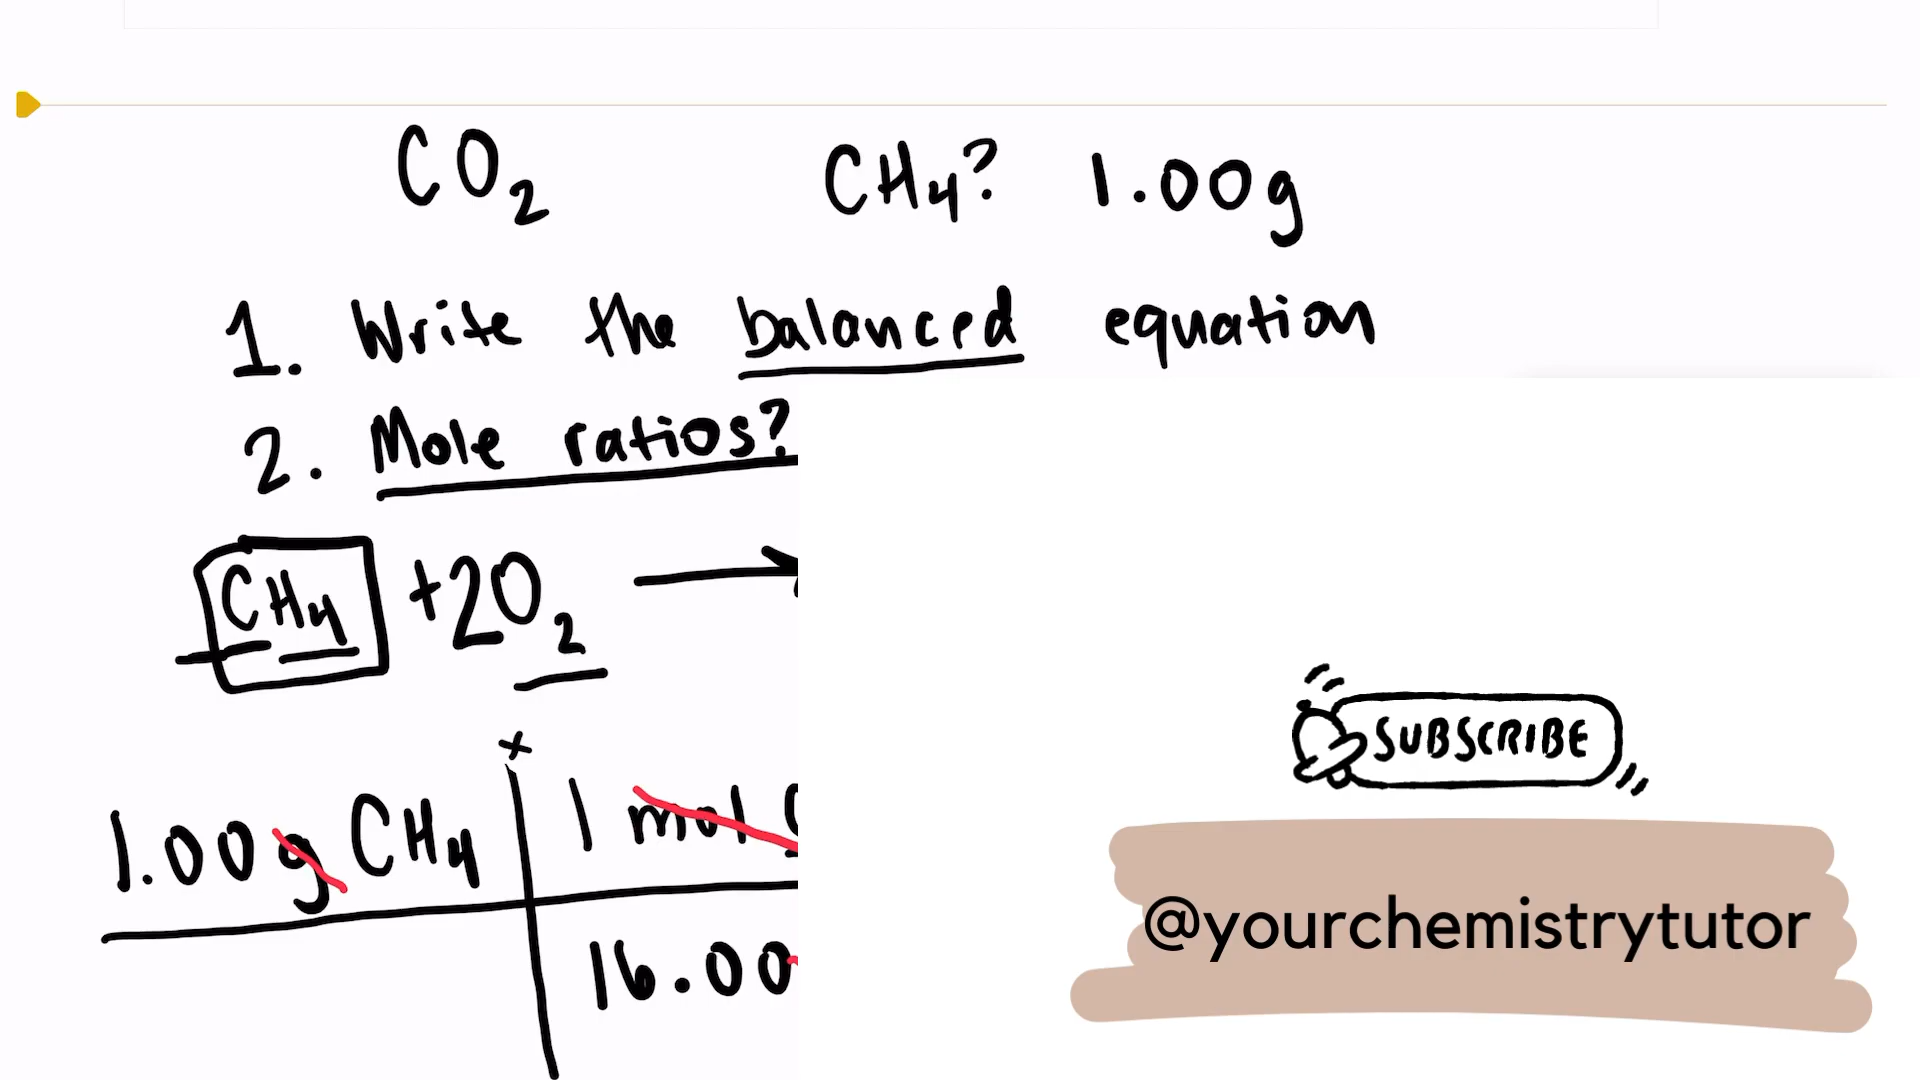 CO₂ CH₄? 1.00g
1. Write the balanced equation
2. Mole ratios?
CH₄ + 2O₂ →
x
1.00g CH₄ 1 mol
16.00
SUBSCRIBE
@yourchemistrytutor